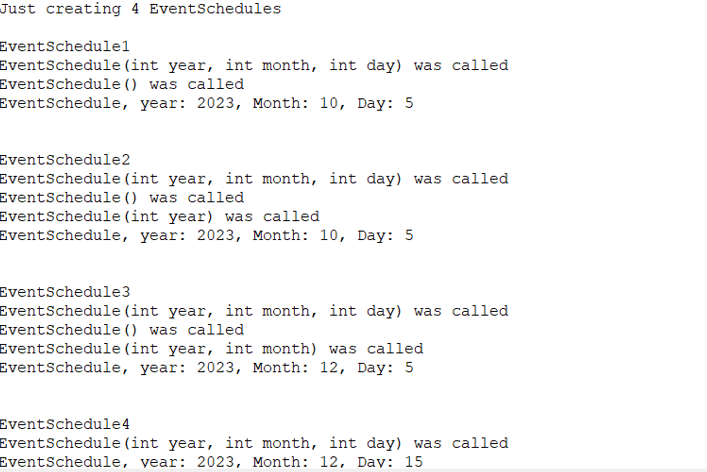 Just creating 4 EventSchedules
EventSchedule1
EventSchedule(int year, int month, int day) was called
EventSchedule() was called
EventSchedule, year: 2023, Month: 10, Day: 5
EventSchedule2
EventSchedule(int year, int month, int day) was called
EventSchedule() was called
EventSchedule(int year) was called
EventSchedule, year: 2023, Month: 10, Day: 5
EventSchedule3
EventSchedule(int year, int month, int day) was called
EventSchedule() was called
EventSchedule(int year, int month) was called
EventSchedule, year: 2023, Month: 12, Day: 5
EventSchedule4
EventSchedule(int year, int month, int day) was called
EventSchedule, year: 2023, Month: 12, Day: 15